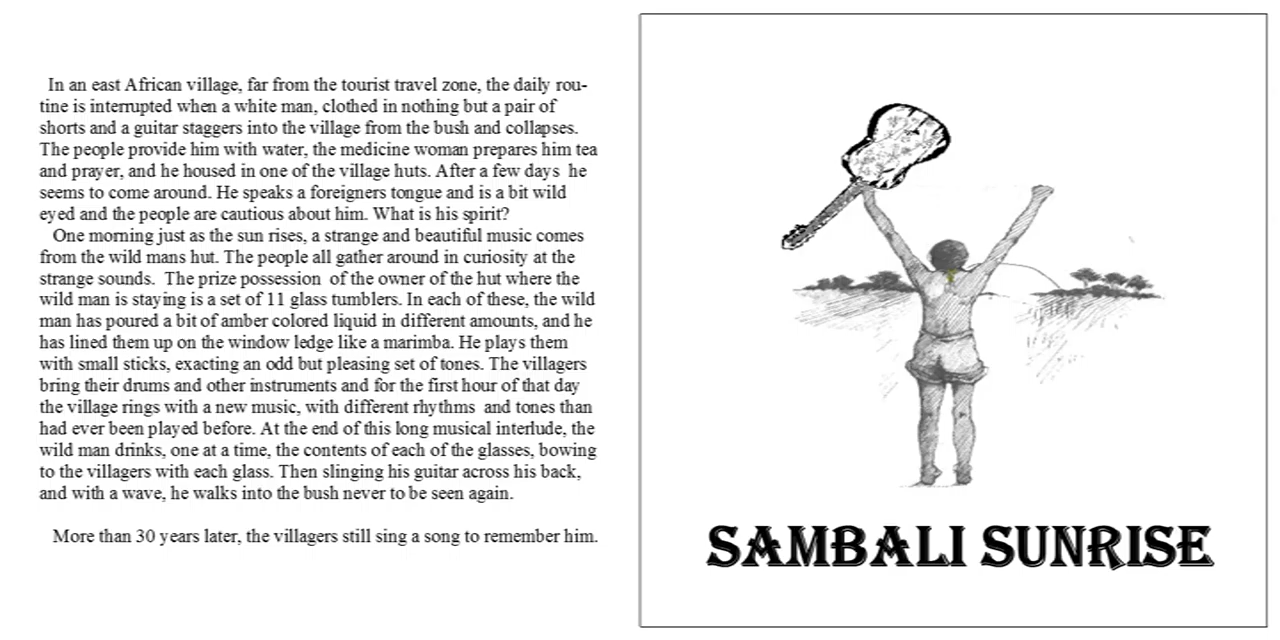 In an east African village, far from the tourist travel zone, the daily rou-
tine is interrupted when a white man, clothed in nothing but a pair of
shorts and a guitar staggers into the village from the bush and collapses.
The people provide him with water, the medicine woman prepares him tea
and prayer, and he housed in one of the village huts. After a few days he
seems to come around. He speaks a foreigners tongue and is a bit wild
eyed and the people are cautious about him. What is his spirit?
One morning just as the sun rises, a strange and beautiful music comes
from the wild mans hut. The people all gather around in curiosity at the
strange sounds. The prize possession of the owner of the hut where the
wild man is staying is a set of 11 glass tumblers. In each of these, the wild
man has poured a bit of amber colored liquid in different amounts, and he
has lined them up on the window ledge like a marimba. He plays them
with small sticks, exacting an odd but pleasing set of tones. The villagers
bring their drums and other instruments and for the first hour of that day
the village rings with a new music, with different rhythms and tones than
had ever been played before. At the end of this long musical interlude, the
wild man drinks, one at a time, the contents of each of the glasses, bowing
to the villagers with each glass. Then slinging his guitar across his back,
and with a wave, he walks into the bush never to be seen again.
More than 30 years later, the villagers still sing a song to remember him.
SAMBALI SUNRISE